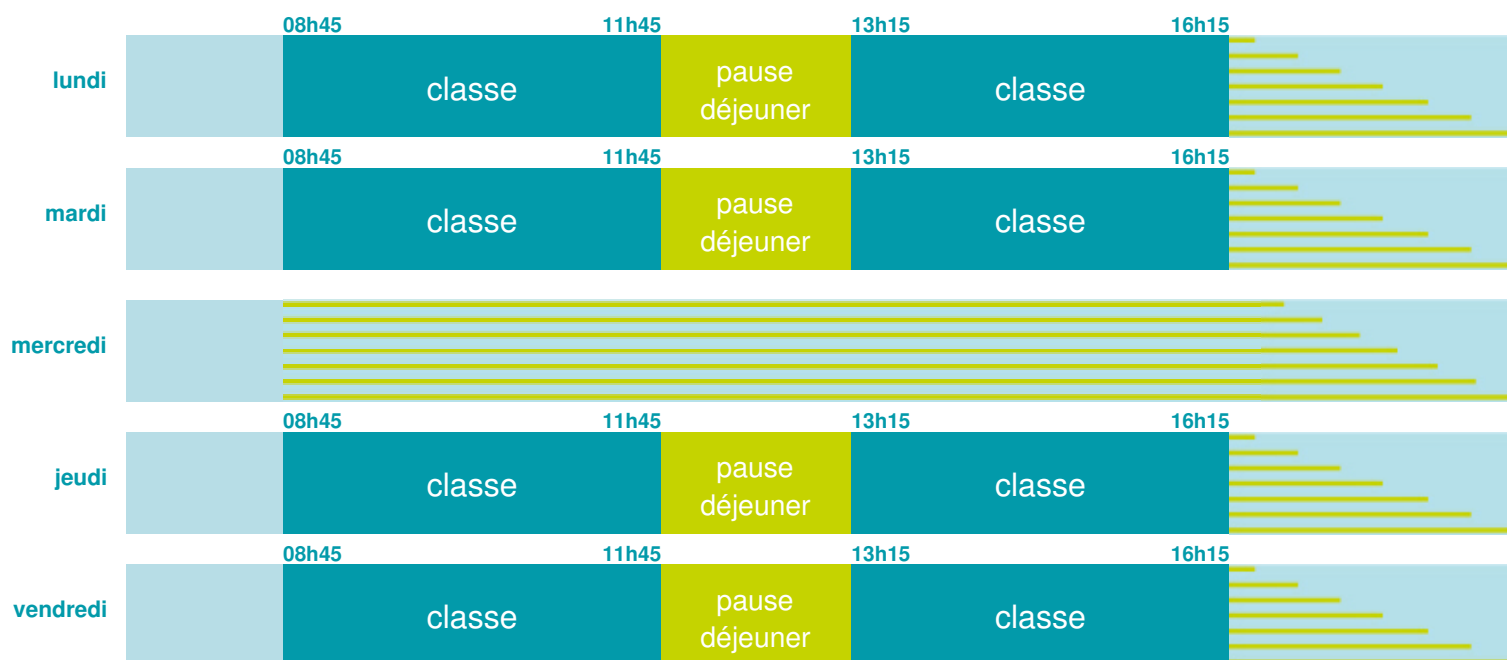 08h45 11h45 13h15 16h15
lundi classe pause déjeuner classe
08h45 11h45 13h15 16h15
mardi classe pause déjeuner classe
mercredi
08h45 11h45 13h15 16h15
jeudi classe pause déjeuner classe
08h45 11h45 13h15 16h15
vendredi classe pause déjeuner classe